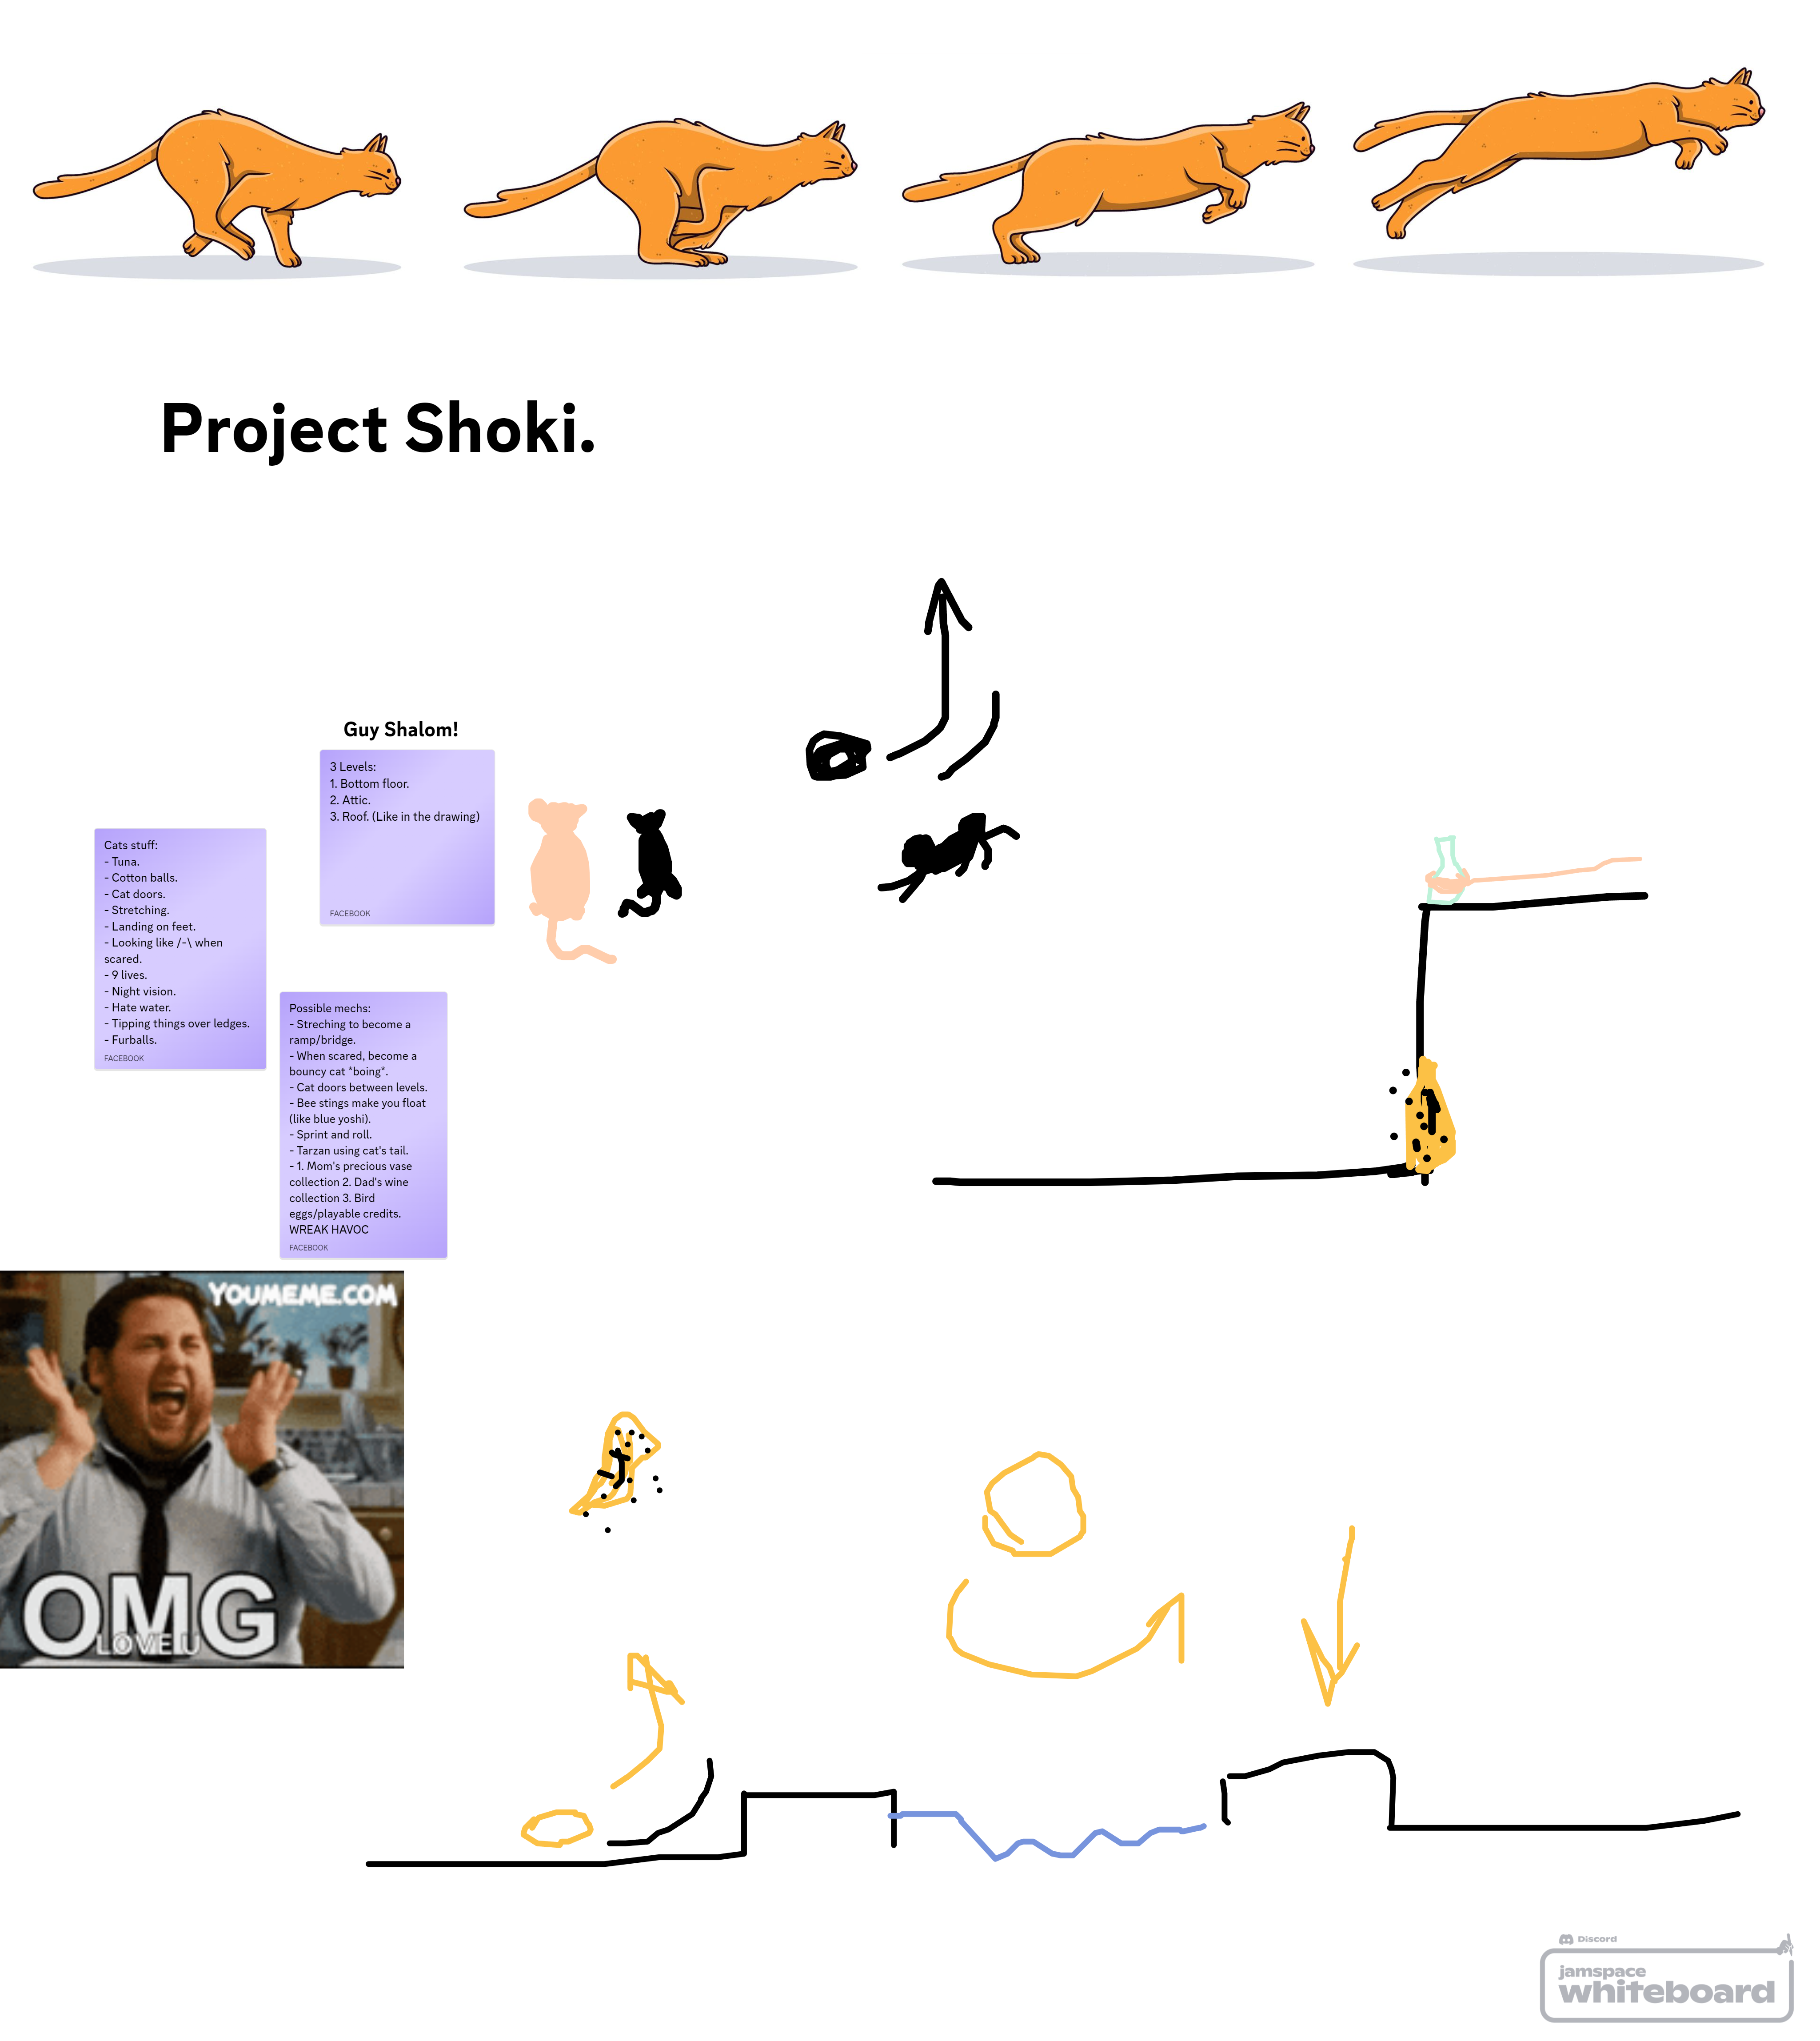 Project Shoki.
Guy Shalom!
3 Levels:
1. Bottom floor.
2. Attic.
3. Roof. (Like in the drawing)
FACEBOOK
Cats stuff:
- Tuna.
- Cotton balls.
- Cat doors.
- Stretching.
- Landing on feet.
- Looking like /-\ when
scared.
- 9 lives.
- Night vision.
- Hate water.
- Tipping things over ledges.
- Furballs.
FACEBOOK
Possible mechs:
- Streching to become a
ramp/bridge.
- When scared, become a
bouncy cat *boing*.
- Cat doors between levels.
- Bee stings make you float
(like blue yoshi).
- Sprint and roll.
- Tarzan using cat's tail.
- 1. Mom's precious vase
collection 2. Dad's wine
collection 3. Bird
eggs/playable credits.
WREAK HAVOC
FACEBOOK
YOUMEME.COM
OMG
LOVE U
Discord
jamspace
whiteboard